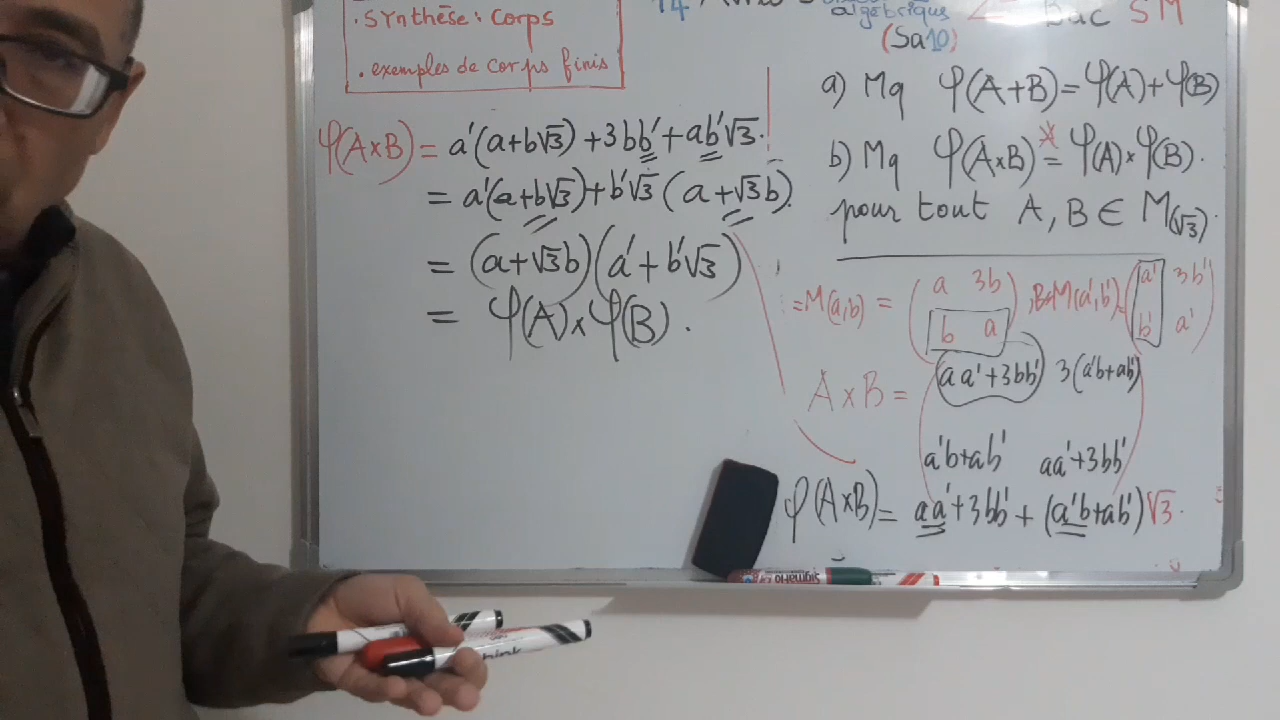 . Synthèse : Corps
. exemples de corps finis
algébriques
(Sa10)
Bac SM
φ(A×B) = a'(a+b√3) + 3bb' + ab'√3.
= a'(a+b√3) + b'√3 (a+√3b)
= (a+√3b)(a'+b'√3)
= φ(A)×φ(B).
a) Mq φ(A+B) = φ(A)+φ(B)
b) Mq φ(A×B) =* φ(A)×φ(B).
pour tout A, B ∈ M(√3).
=M(a,b) = ( a 3b ), B=M(a',b')= ( a' 3b' )
b a b' a'
A×B = aa'+3bb' 3(a'b+ab')
a'b+ab' aa'+3bb'
φ(A×B) = aa'+3bb' + (a'b+ab')√3.